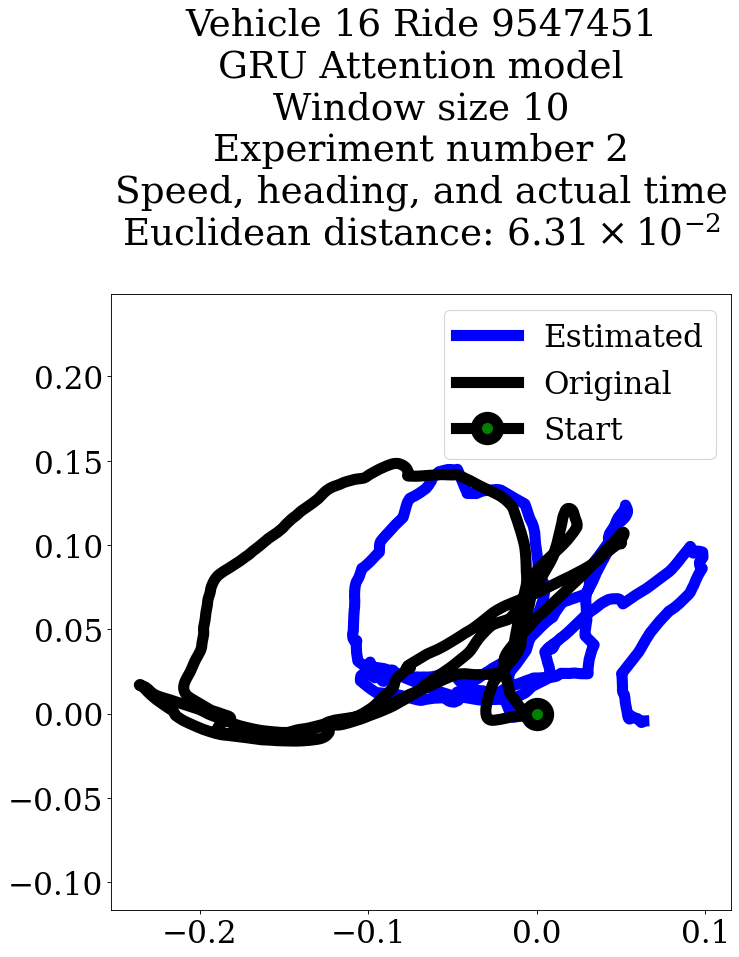 Vehicle 16 Ride 9547451
GRU Attention model
Window size 10
Experiment number 2
Speed, heading, and actual time
Euclidean distance: 6.31 × 10⁻²
Estimated
Original
Start
0.20
0.15
0.10
0.05
0.00
−0.05
−0.10
−0.2 −0.1 0.0 0.1